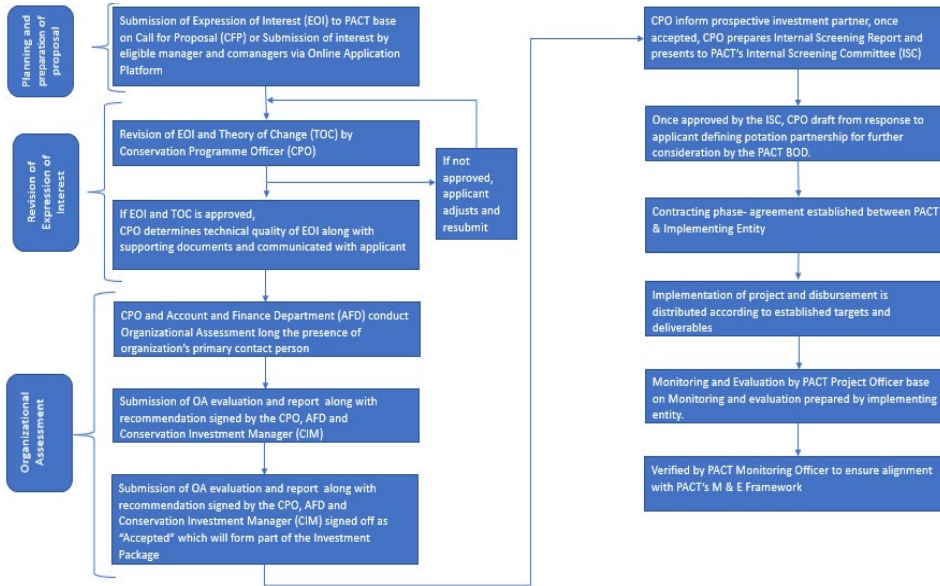 Planning and
preparation of
proposal
Submission of Expression of Interest (EOI) to PACT base
on Call for Proposal (CFP) or Submission of interest by
eligible manager and comanagers via Online Application
Platform
Revision of
Expression of
Interest
Revision of EOI and Theory of Change (TOC) by
Conservation Programme Officer (CPO)
If not
approved,
applicant
adjusts and
resubmit
If EOI and TOC is approved,
CPO determines technical quality of EOI along with
supporting documents and communicated with applicant
Organizational
Assessment
CPO and Account and Finance Department (AFD) conduct
Organizational Assessment long the presence of
organization's primary contact person
Submission of OA evaluation and report along with
recommendation signed by the CPO, AFD and
Conservation Investment Manager (CIM)
Submission of OA evaluation and report along with
recommendation signed by the CPO, AFD and
Conservation Investment Manager (CIM) signed off as
“Accepted” which will form part of the Investment
Package
CPO inform prospective investment partner, once
accepted, CPO prepares Internal Screening Report and
presents to PACT's Internal Screening Committee (ISC)
Once approved by the ISC, CPO draft from response to
applicant defining potation partnership for further
consideration by the PACT BOD.
Contracting phase- agreement established between PACT
& Implementing Entity
Implementation of project and disbursement is
distributed according to established targets and
deliverables
Monitoring and Evaluation by PACT Project Officer base
on Monitoring and evaluation prepared by implementing
entity.
Verified by PACT Monitoring Officer to ensure alignment
with PACT's M & E Framework